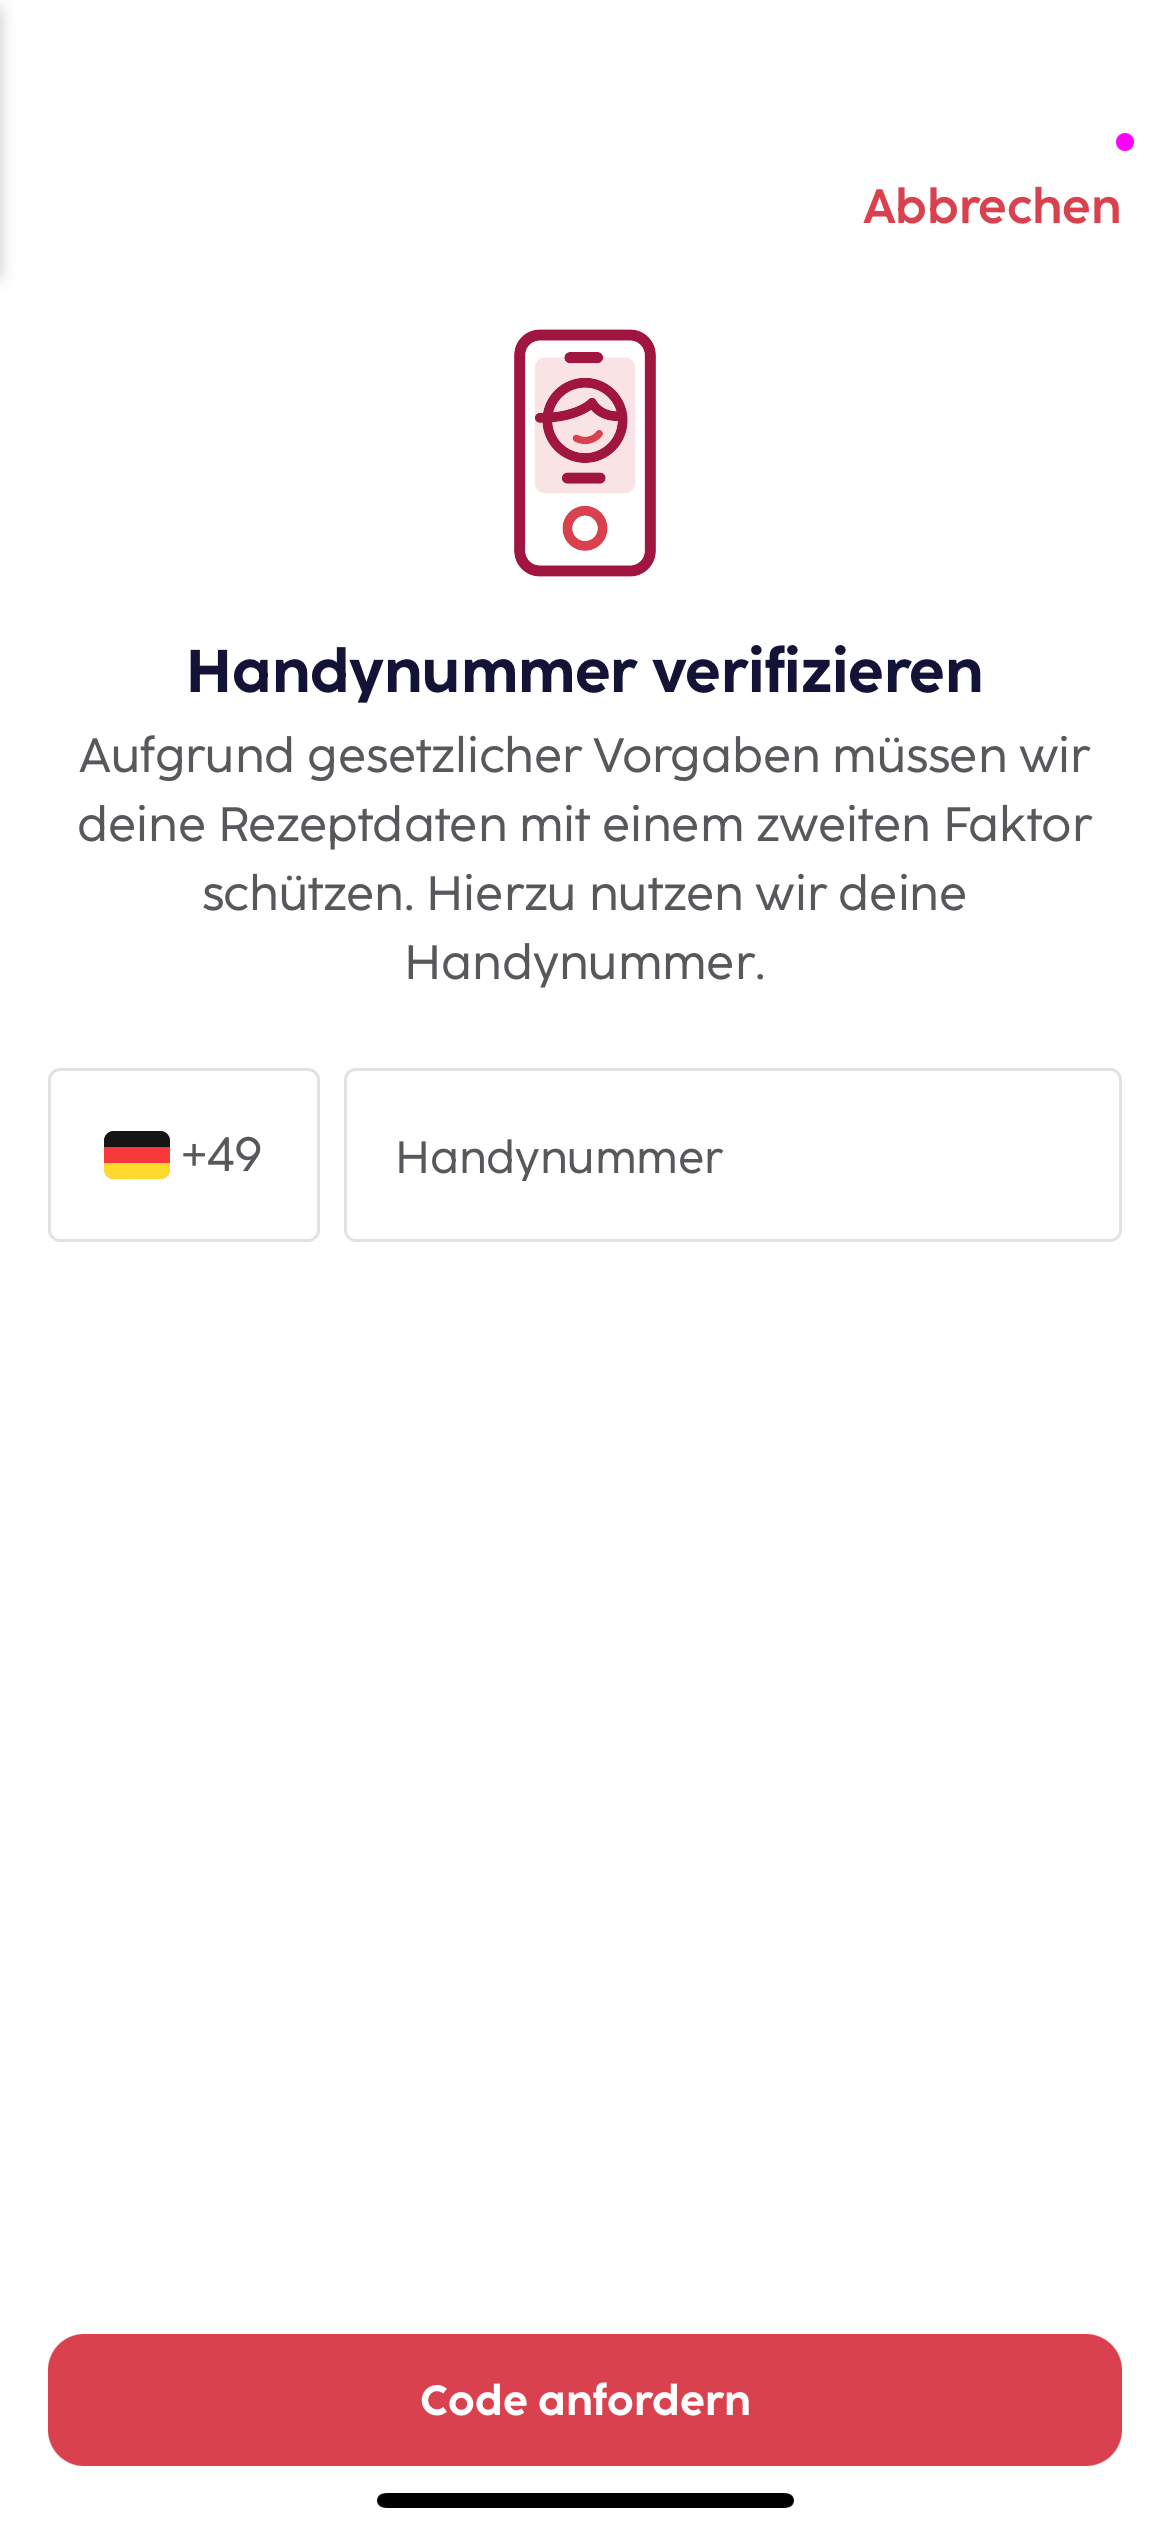 Abbrechen
Handynummer verifizieren
Aufgrund gesetzlicher Vorgaben müssen wir
deine Rezeptdaten mit einem zweiten Faktor
schützen. Hierzu nutzen wir deine
Handynummer.
+49
Handynummer
Code anfordern